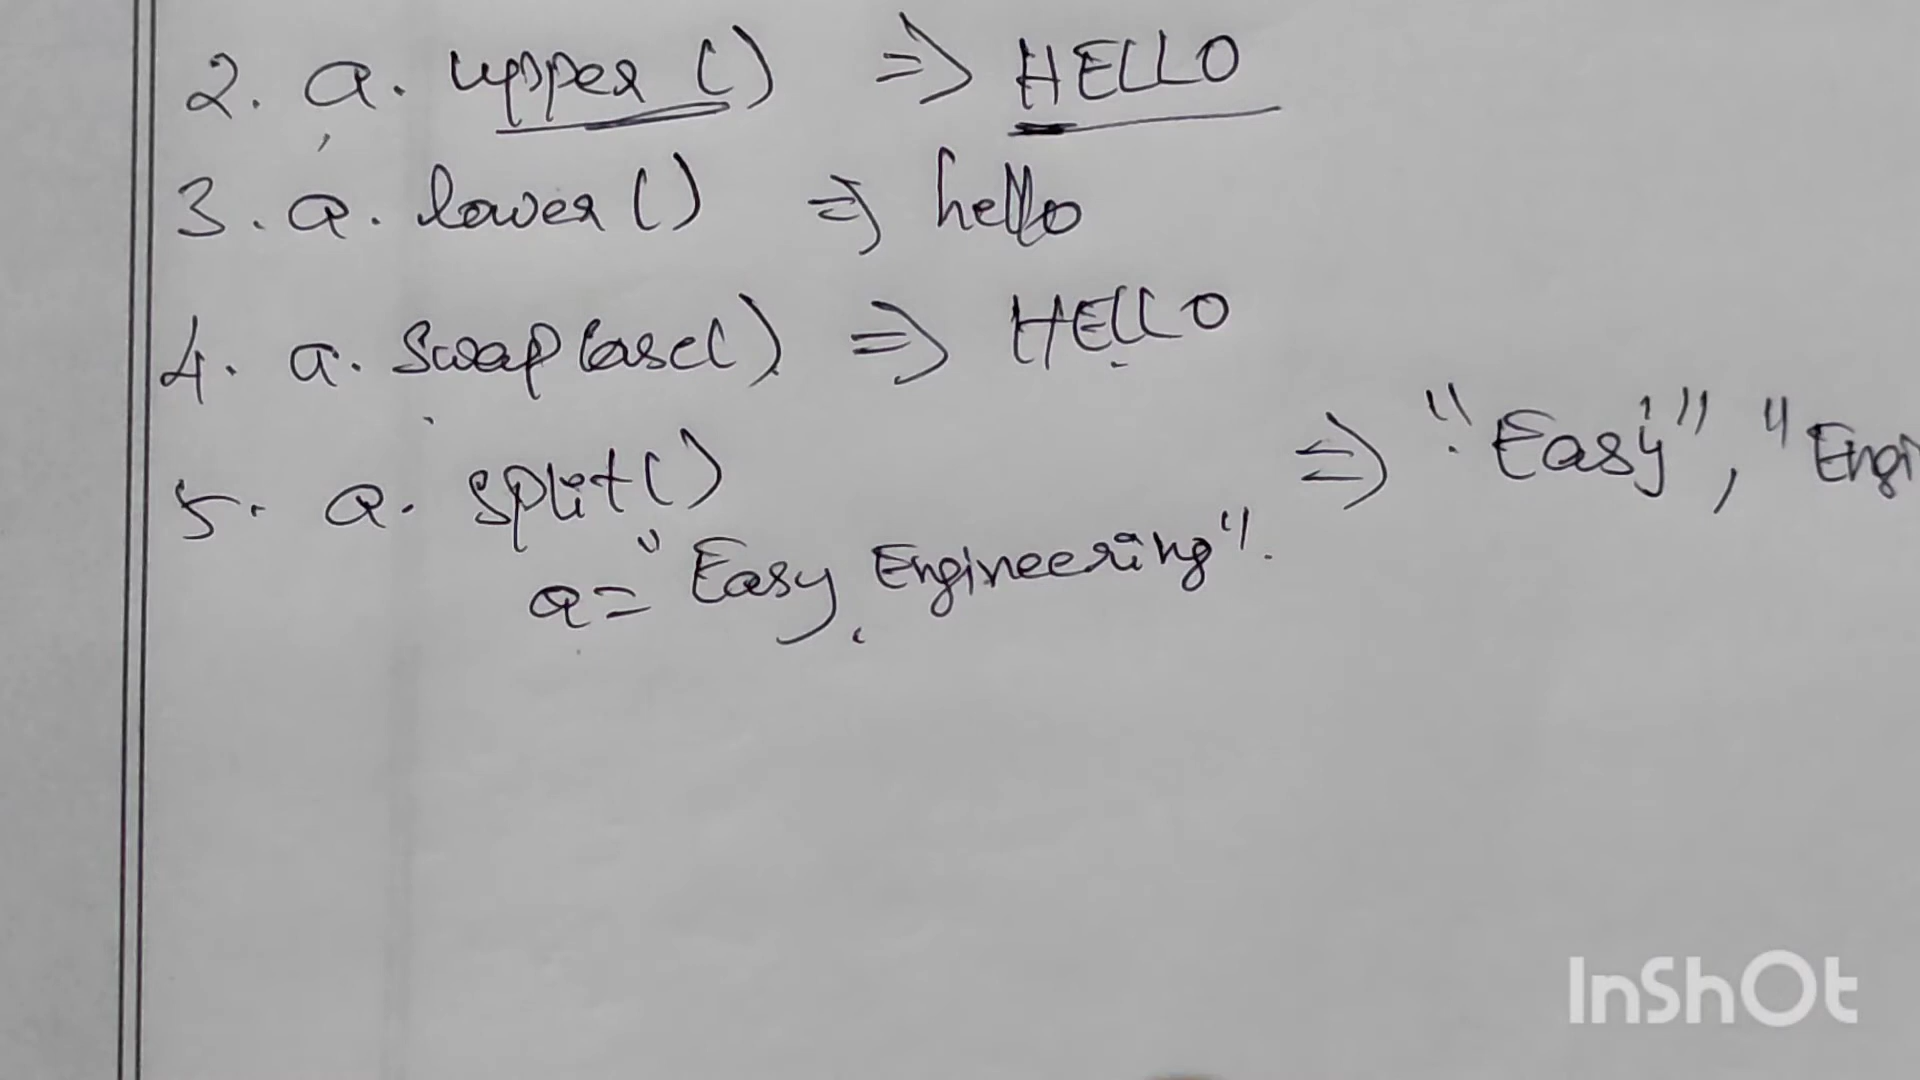 2. a. upper () => HELLO
3. a. lower () => hello
4. a. swapcase() => HELLO
5. a. split() => "Easy", "Engi
a= "Easy Engineering".
InShOt